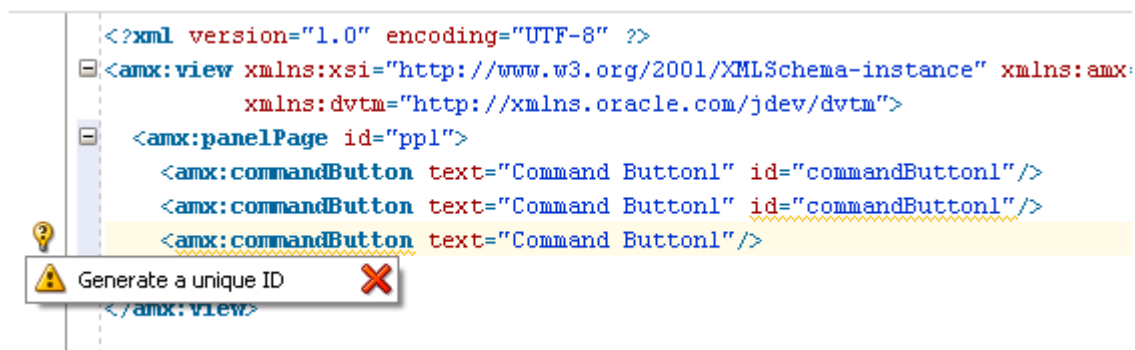 <?xml version="1.0" encoding="UTF-8" ?>
<amx:view xmlns:xsi="http://www.w3.org/2001/XMLSchema-instance" xmlns:amx=
xmlns:dvtm="http://xmlns.oracle.com/jdev/dvtm">
<amx:panelPage id="pp1">
<amx:commandButton text="Command Button1" id="commandButton1"/>
<amx:commandButton text="Command Button1" id="commandButton1"/>
<amx:commandButton text="Command Button1"/>
Generate a unique ID
</amx:view>